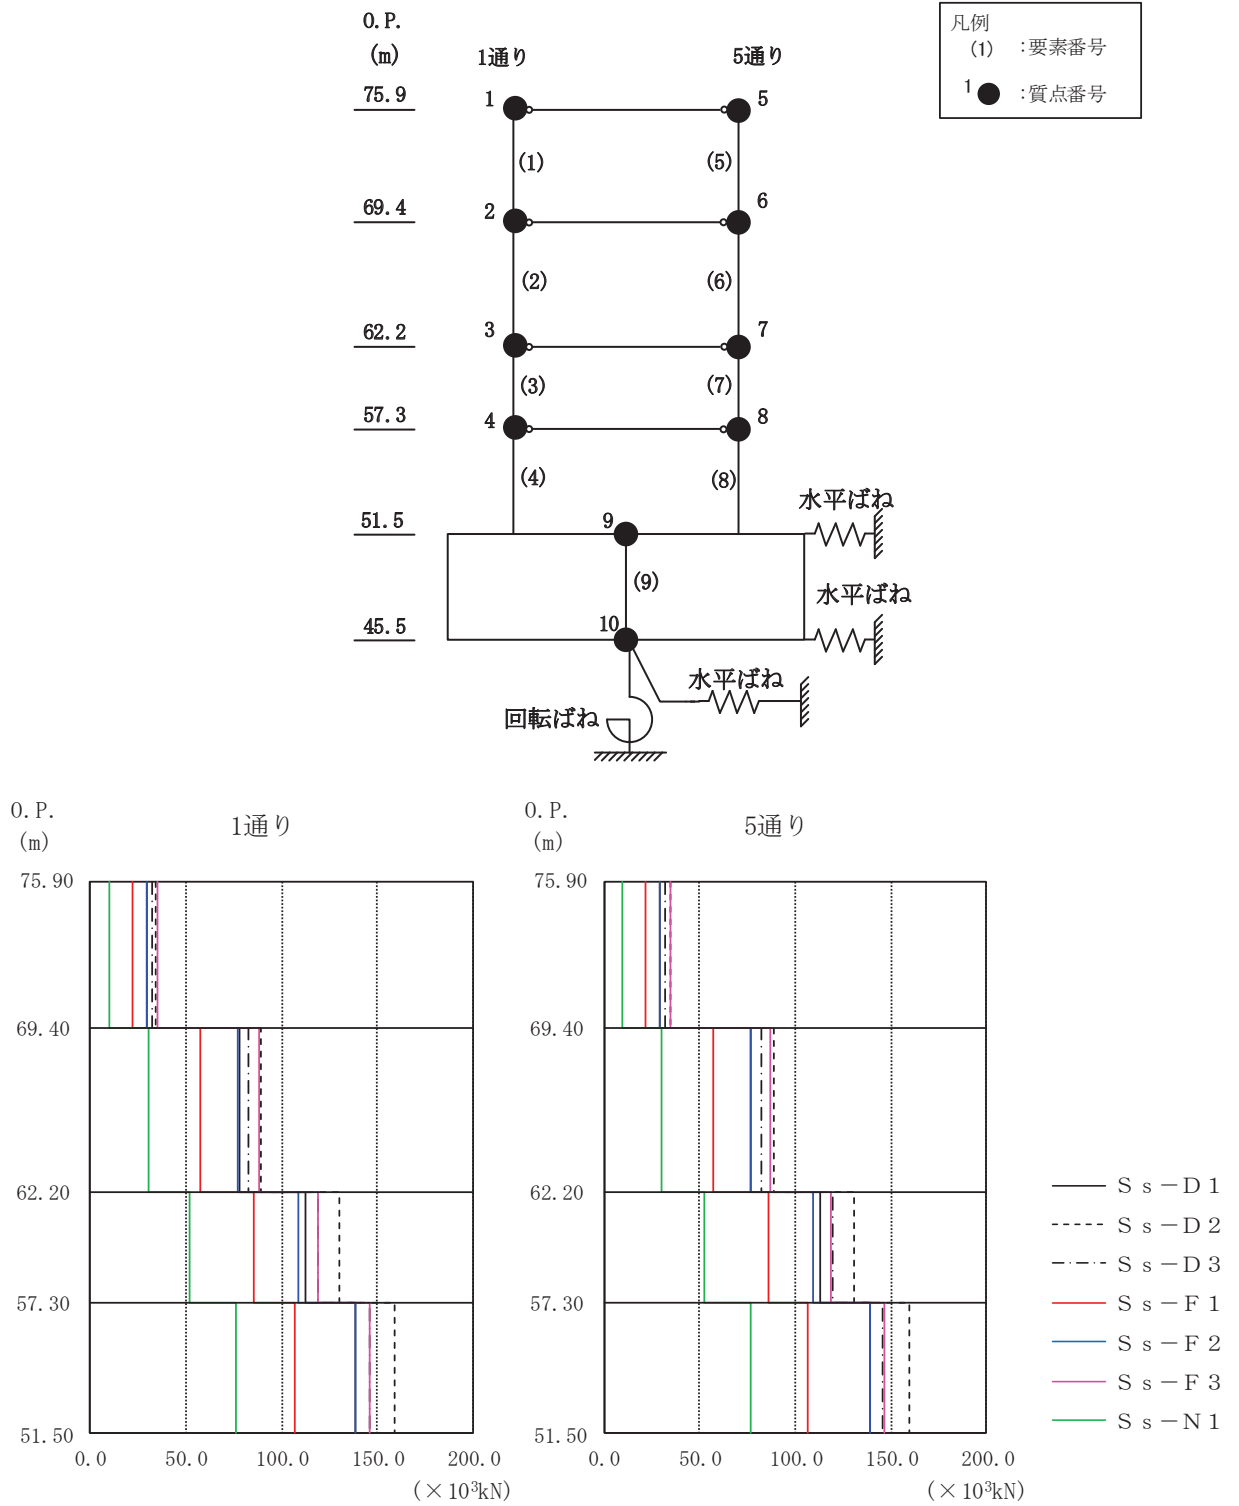 O.P.
(m)
1通り
5通り
凡例
(1) :要素番号
1 :質点番号
75.9
1
5
(1)
(5)
69.4
2
6
(2)
(6)
62.2
3
7
(3)
(7)
57.3
4
8
(4)
(8)
水平ばね
51.5
9
(9)
水平ばね
45.5
10
水平ばね
回転ばね
O.P.
(m)
1通り
75.90
69.40
62.20
57.30
51.50
0.0 50.0 100.0 150.0 200.0
(×10³kN)
O.P.
(m)
5通り
75.90
69.40
62.20
57.30
51.50
0.0 50.0 100.0 150.0 200.0
(×10³kN)
Ss-D1
Ss-D2
Ss-D3
Ss-F1
Ss-F2
Ss-F3
Ss-N1